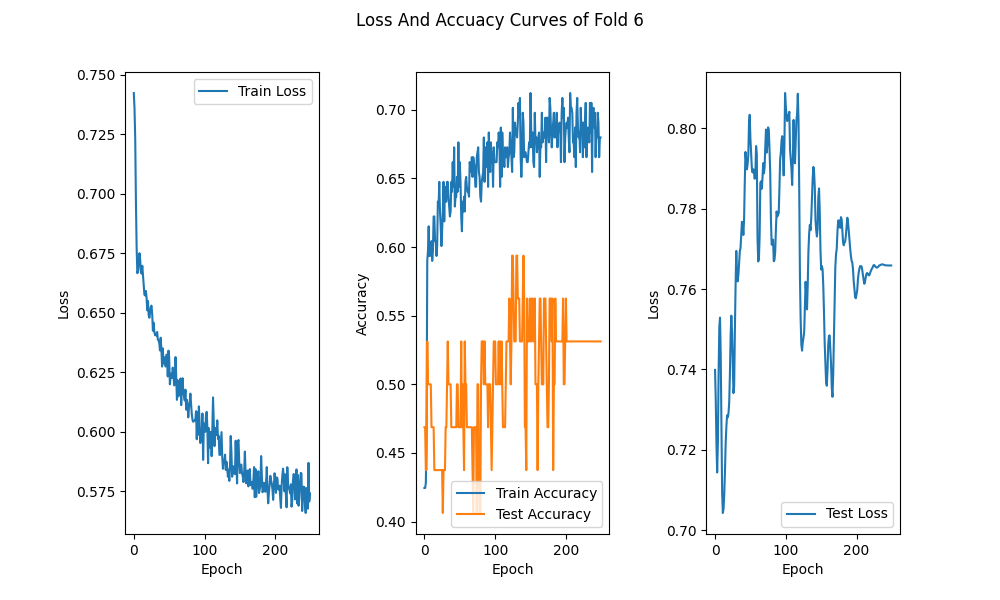 Loss And Accuacy Curves of Fold 6
Loss
0.750
0.725
0.700
0.675
0.650
0.625
0.600
0.575
Train Loss
0
100
200
Epoch
Accuracy
0.70
0.65
0.60
0.55
0.50
0.45
0.40
Train Accuracy
Test Accuracy
0
100
200
Epoch
Loss
0.80
0.78
0.76
0.74
0.72
0.70
Test Loss
0
100
200
Epoch